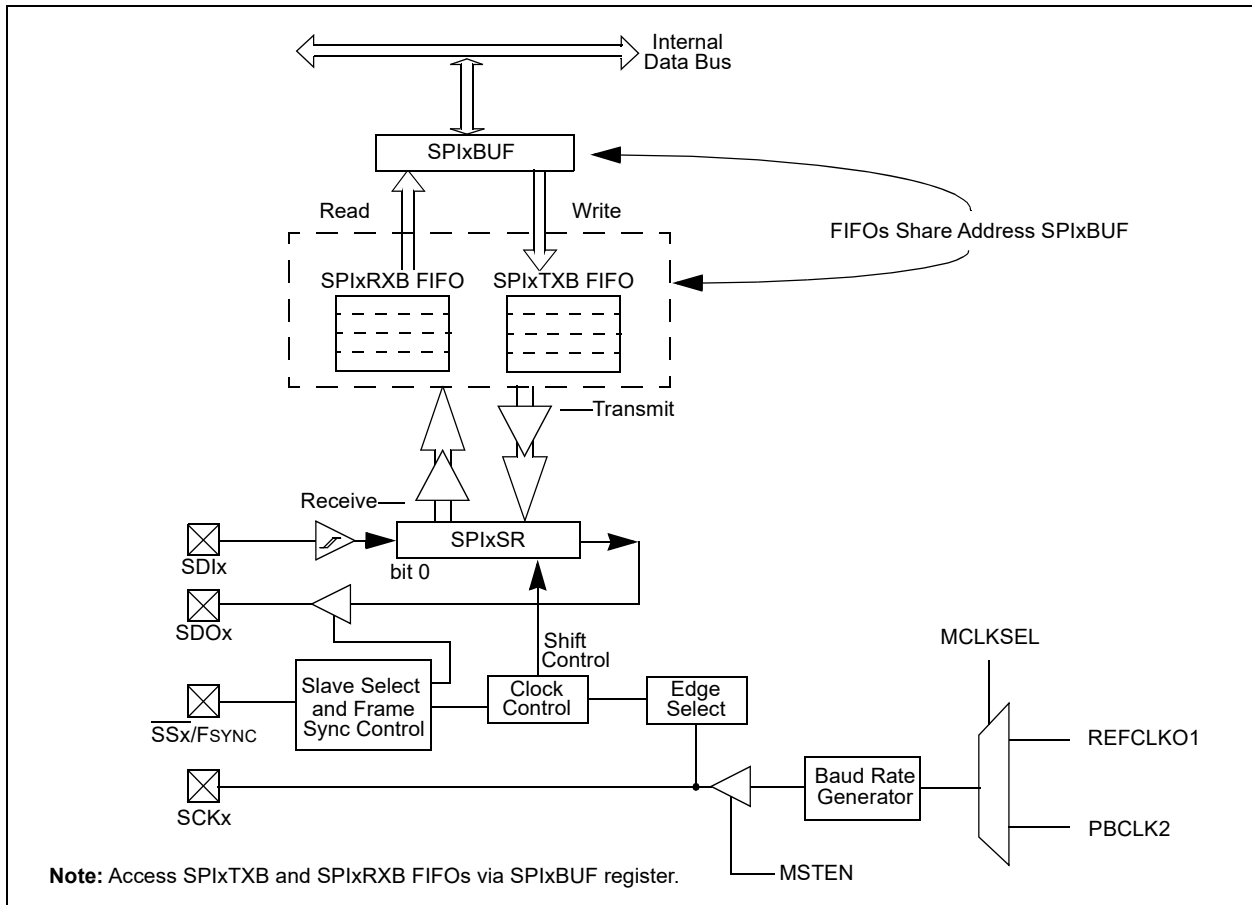 Internal
Data Bus
SPIxBUF
Read
Write
FIFOs Share Address SPIxBUF
SPIxRXB FIFO
SPIxTXB FIFO
Transmit
Receive
SPIxSR
SDIx
bit 0
SDOx
Shift
Control
MCLKSEL
Slave Select
and Frame
Sync Control
Clock
Control
Edge
Select
SSx/FSYNC
REFCLKO1
Baud Rate
Generator
SCKx
PBCLK2
MSTEN
Note: Access SPIxTXB and SPIxRXB FIFOs via SPIxBUF register.